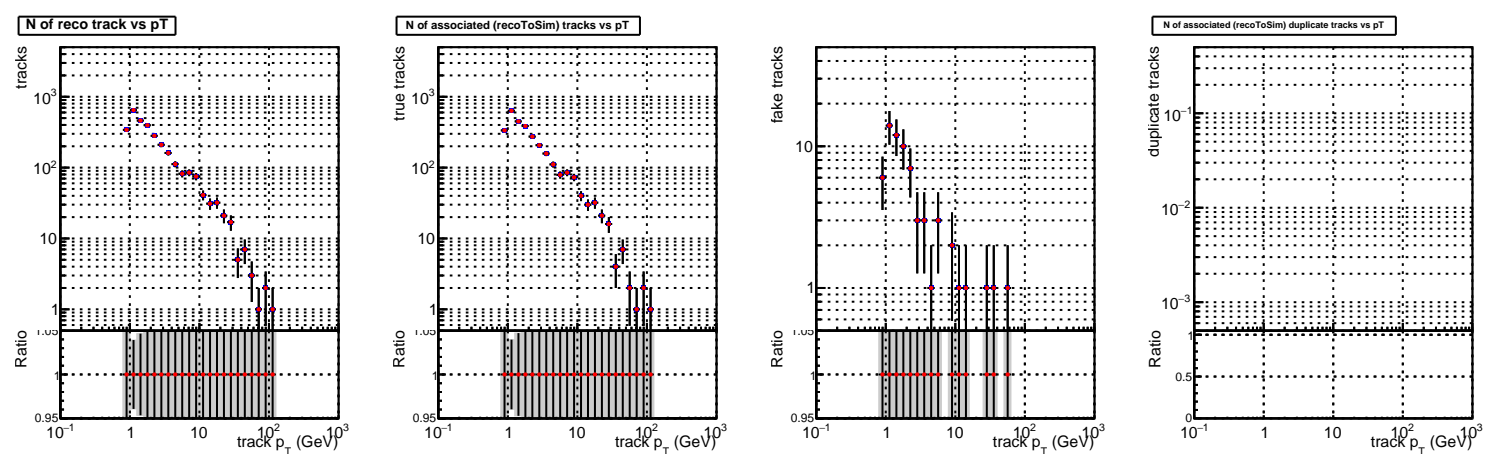 N of reco track vs pT
tracks
10³
10²
10
1
Ratio
1.05
1
0.95
10⁻¹ 1 10 10² 10³
track p_T (GeV)
N of associated (recoToSim) tracks vs pT
true tracks
10³
10²
10
1
Ratio
1.05
1
0.95
10⁻¹ 1 10 10² 10³
track p_T (GeV)
fake tracks
10
1
Ratio
1.05
1
0.95
10⁻¹ 1 10 10² 10³
track p_T (GeV)
N of associated (recoToSim) duplicate tracks vs pT
duplicate tracks
10⁻¹
10⁻²
10⁻³
Ratio
1
0.5
0
10⁻¹ 1 10 10² 10³
track p_T (GeV)